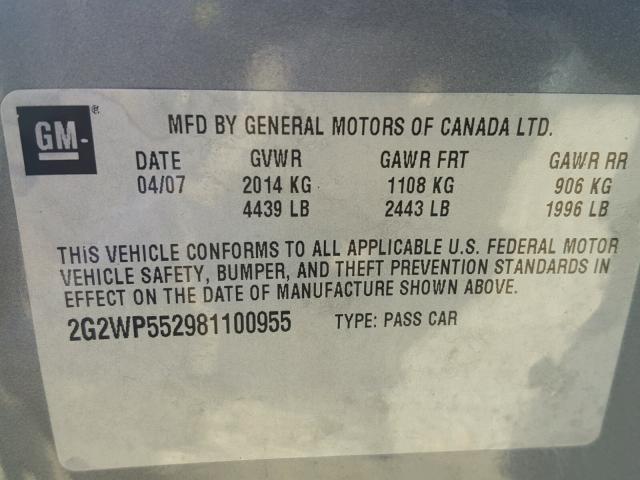 GM
®
MFD BY GENERAL MOTORS OF CANADA LTD.
DATE GVWR GAWR FRT GAWR RR
04/07 2014 KG 1108 KG 906 KG
4439 LB 2443 LB 1996 LB
THIS VEHICLE CONFORMS TO ALL APPLICABLE U.S. FEDERAL MOTOR
VEHICLE SAFETY, BUMPER, AND THEFT PREVENTION STANDARDS IN
EFFECT ON THE DATE OF MANUFACTURE SHOWN ABOVE.
2G2WP552981100955 TYPE: PASS CAR